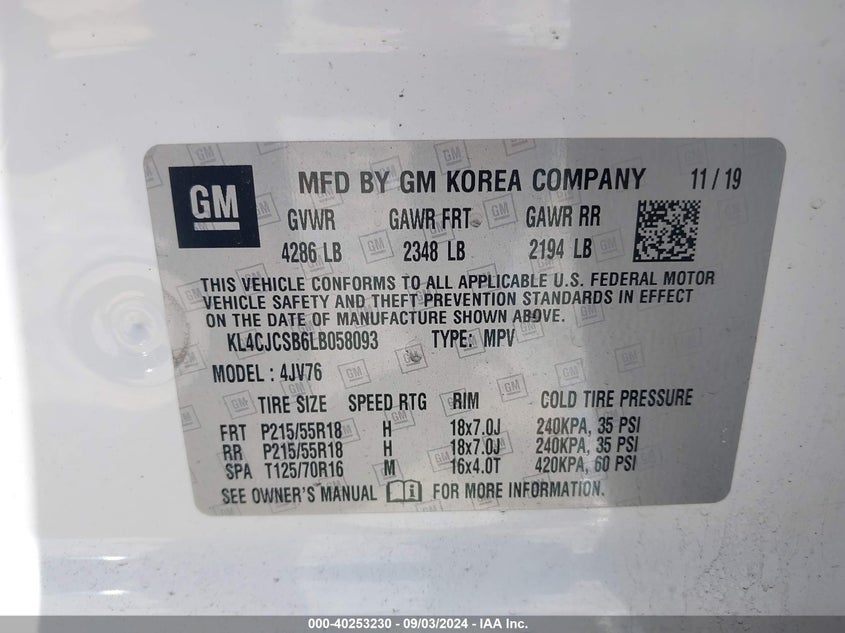 GM MFD BY GM KOREA COMPANY 11/19
GVWR GAWR FRT GAWR RR
4286 LB 2348 LB 2194 LB
THIS VEHICLE CONFORMS TO ALL APPLICABLE U.S. FEDERAL MOTOR
VEHICLE SAFETY AND THEFT PREVENTION STANDARDS IN EFFECT
ON THE DATE OF MANUFACTURE SHOWN ABOVE.
KL4CJCSB6LB058093 TYPE: MPV
MODEL : 4JV76
TIRE SIZE SPEED RTG RIM COLD TIRE PRESSURE
FRT P215/55R18 H 18x7.0J 240KPA, 35 PSI
RR P215/55R18 H 18x7.0J 240KPA, 35 PSI
SPA T125/70R16 M 16x4.0T 420KPA, 60 PSI
SEE OWNER'S MANUAL FOR MORE INFORMATION.
000-40253230 - 09/03/2024 - IAA Inc.